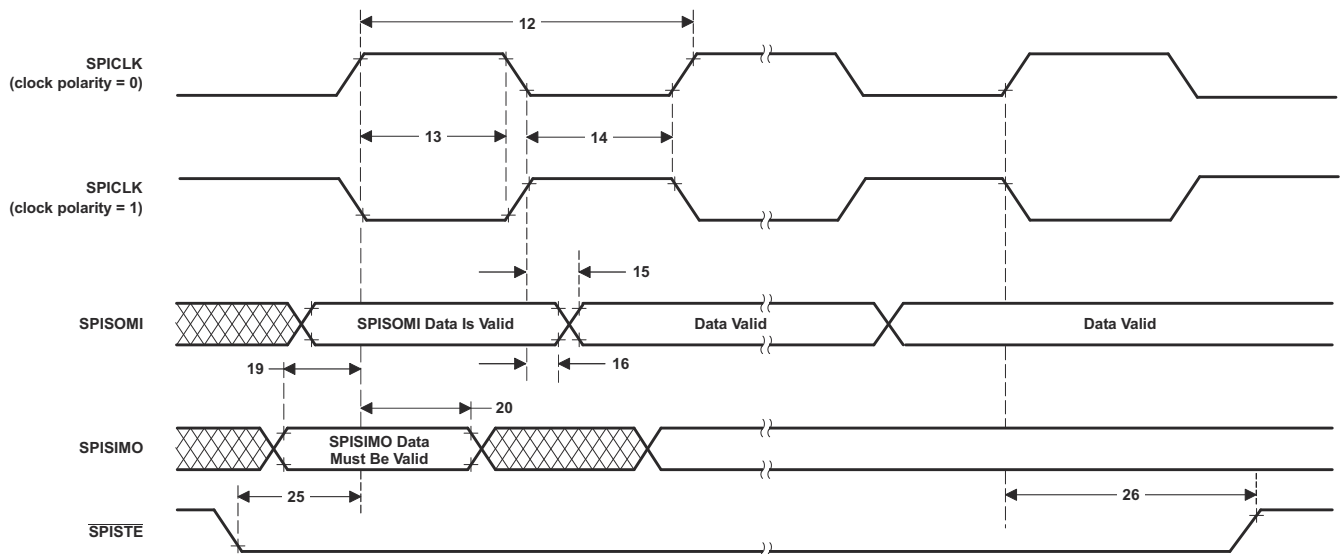 12
SPICLK
(clock polarity = 0)
13
14
SPICLK
(clock polarity = 1)
15
SPISOMI
SPISOMI Data Is Valid
Data Valid
Data Valid
16
19
20
SPISIMO
SPISIMO Data
Must Be Valid
25
26
SPISTE